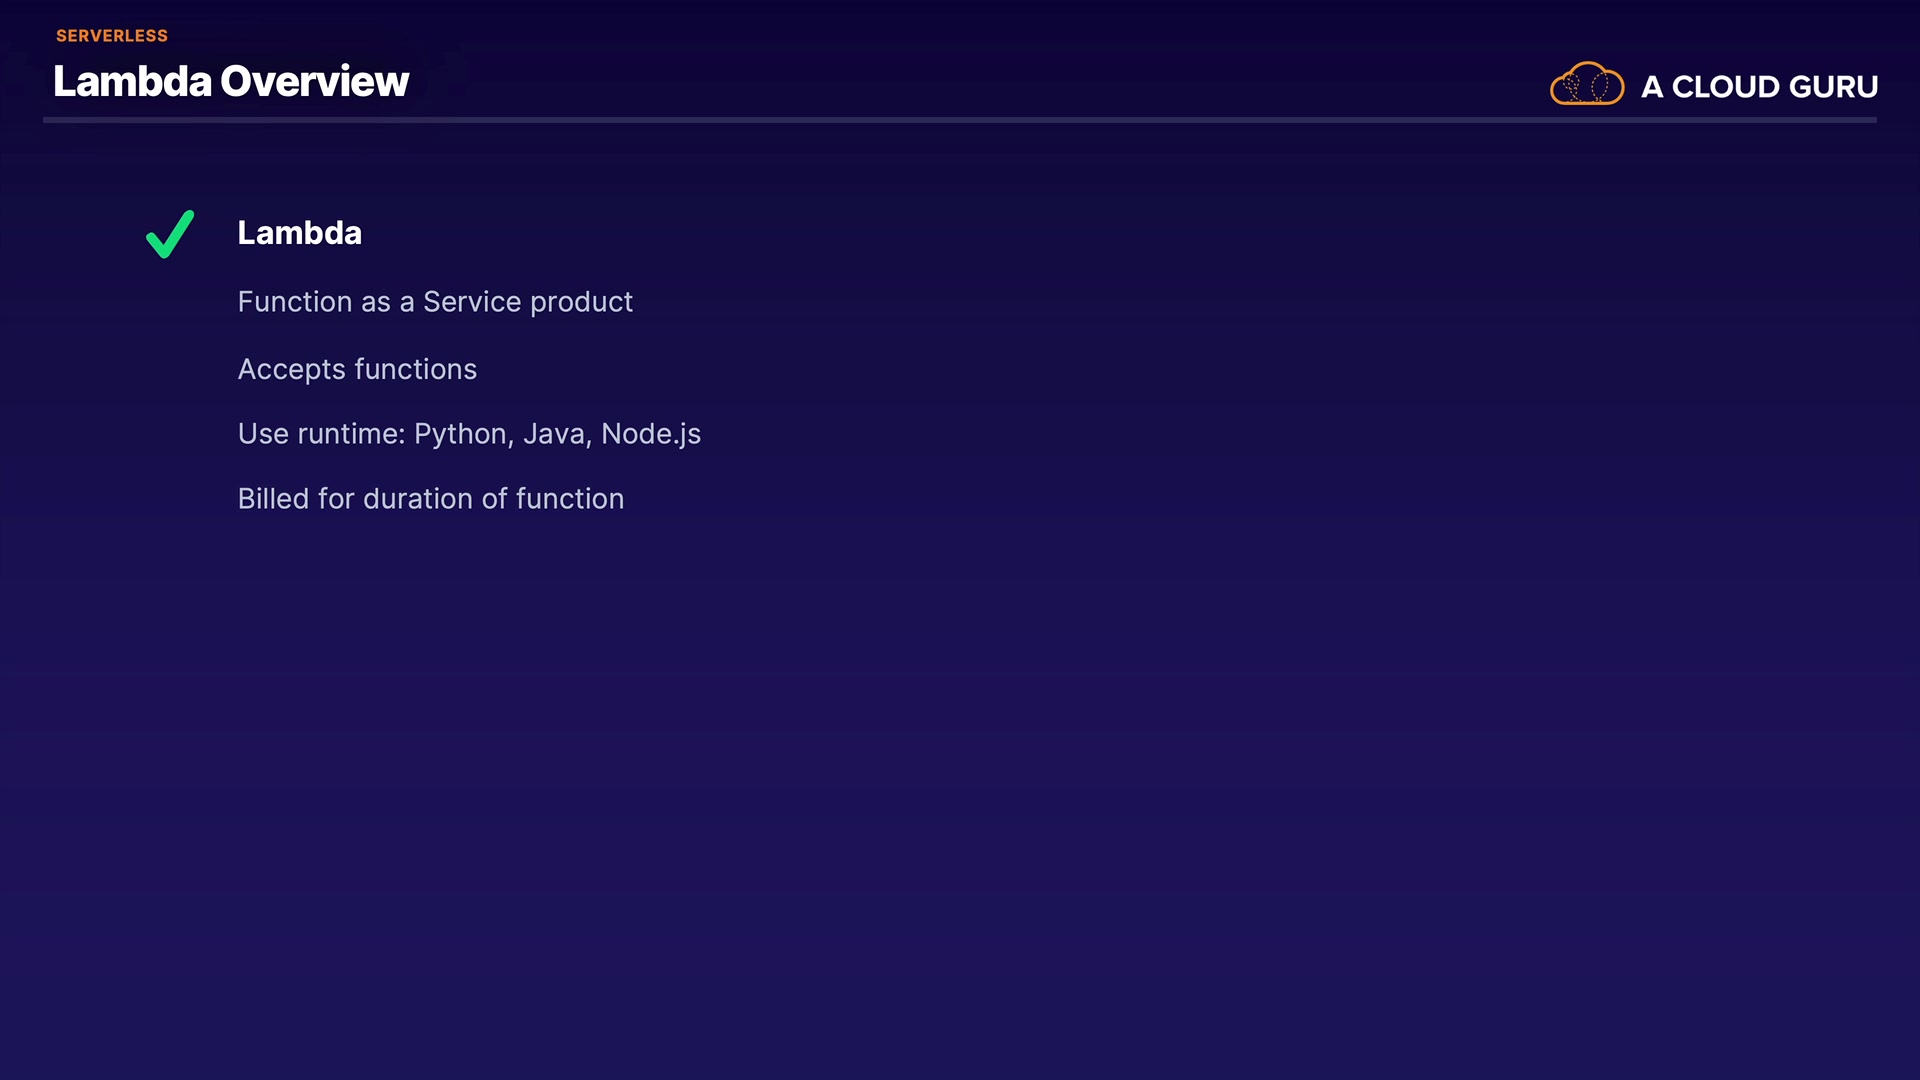 SERVERLESS
Lambda Overview
A CLOUD GURU
Lambda
Function as a Service product
Accepts functions
Use runtime: Python, Java, Node.js
Billed for duration of function